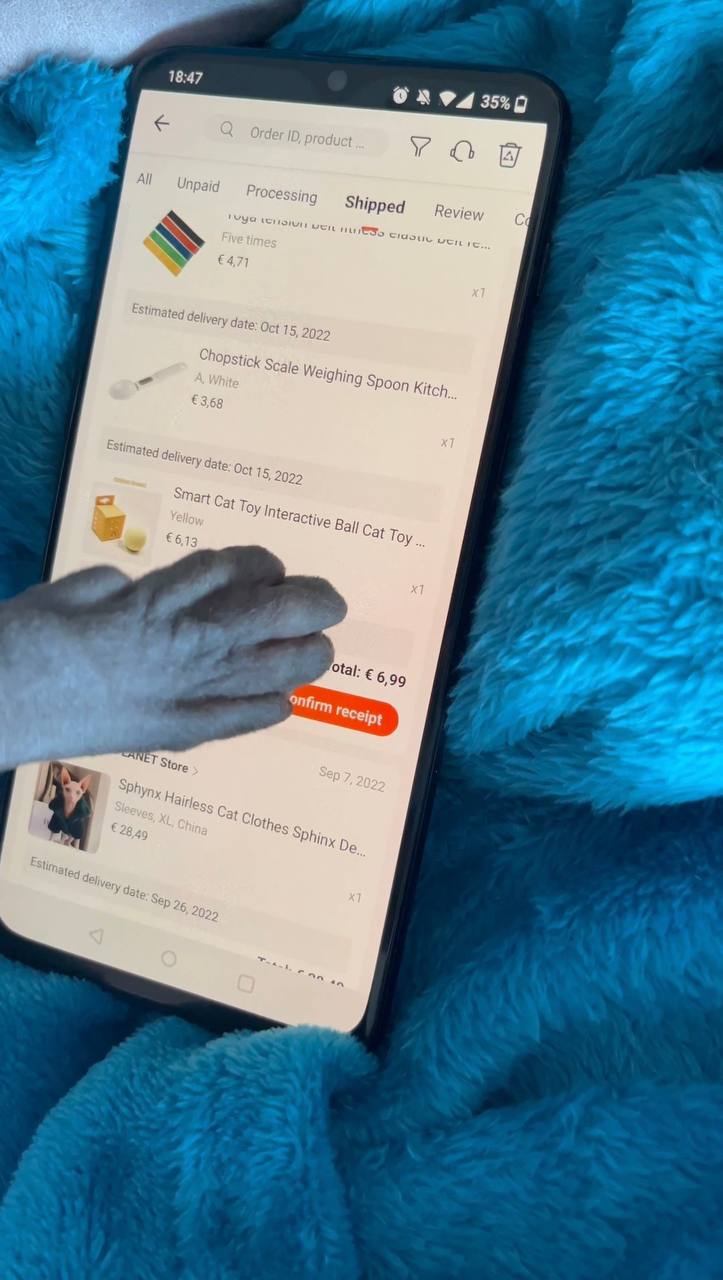 18:47
35%
Order ID, product ...
All Unpaid Processing Shipped Review
Five times
€ 4,71
x1
Estimated delivery date: Oct 15, 2022
Chopstick Scale Weighing Spoon Kitch...
A, White
€ 3,68
x1
Estimated delivery date: Oct 15, 2022
Smart Cat Toy Interactive Ball Cat Toy ...
Yellow
€ 6,13
x1
otal: € 6,99
onfirm receipt
LANET Store >
Sep 7, 2022
Sphynx Hairless Cat Clothes Sphinx De...
Sleeves, XL, China
€ 28,49
x1
Estimated delivery date: Sep 26, 2022